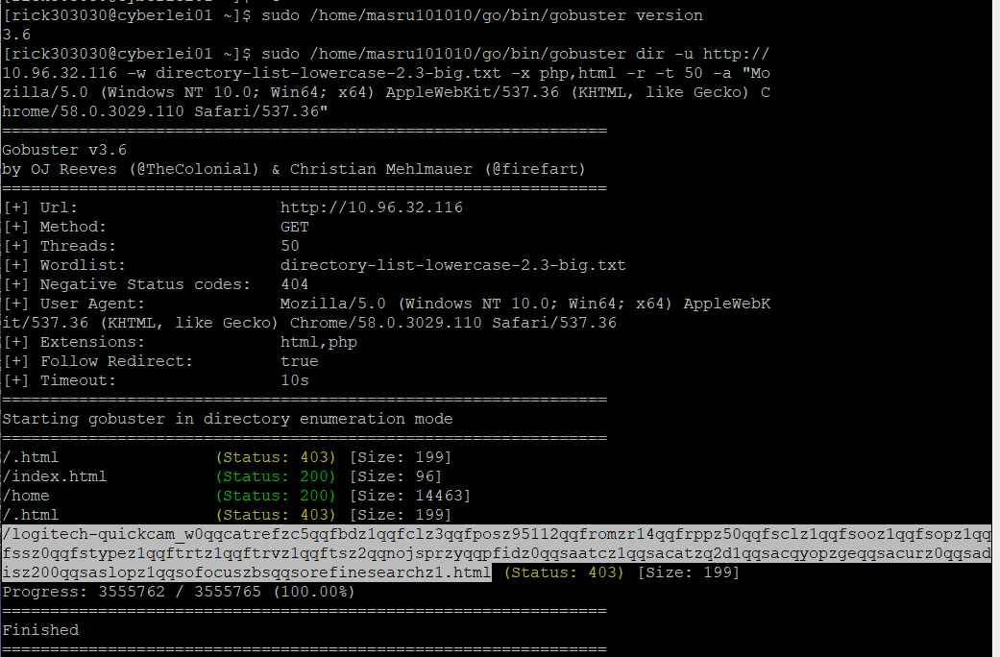 [rick303030@cyberlei01 ~]$ sudo /home/masru101010/go/bin/gobuster version
3.6
[rick303030@cyberlei01 ~]$ sudo /home/masru101010/go/bin/gobuster dir -u http://
10.96.32.116 -w directory-list-lowercase-2.3-big.txt -x php,html -r -t 50 -a "Mo
zilla/5.0 (Windows NT 10.0; Win64; x64) AppleWebKit/537.36 (KHTML, like Gecko) C
hrome/58.0.3029.110 Safari/537.36"
===============================================================
Gobuster v3.6
by OJ Reeves (@TheColonial) & Christian Mehlmauer (@firefart)
===============================================================
[+] Url:                     http://10.96.32.116
[+] Method:                  GET
[+] Threads:                 50
[+] Wordlist:                directory-list-lowercase-2.3-big.txt
[+] Negative Status codes:   404
[+] User Agent:              Mozilla/5.0 (Windows NT 10.0; Win64; x64) AppleWebK
it/537.36 (KHTML, like Gecko) Chrome/58.0.3029.110 Safari/537.36
[+] Extensions:              html,php
[+] Follow Redirect:         true
[+] Timeout:                 10s
===============================================================
Starting gobuster in directory enumeration mode
===============================================================
/.html                (Status: 403) [Size: 199]
/index.html           (Status: 200) [Size: 96]
/home                 (Status: 200) [Size: 14463]
/.html                (Status: 403) [Size: 199]
/logitech-quickcam_w0qqcatrefzc5qqfbdz1qqfclz3qqfposz95112qqfromzr14qqfrppz50qqfsclz1qqfsooz1qqfsopz1qq
fssz0qqfstypez1qqftrtz1qqftrvz1qqftsz2qqnojsprzyqqpfidz0qqsaatcz1qqsacatzq2d1qqsacqyopzgeqqsacurz0qqsad
isz200qqsaslopz1qqsofocuszbsqqsorefinesearchz1.html (Status: 403) [Size: 199]
Progress: 3555762 / 3555765 (100.00%)
===============================================================
Finished
===============================================================